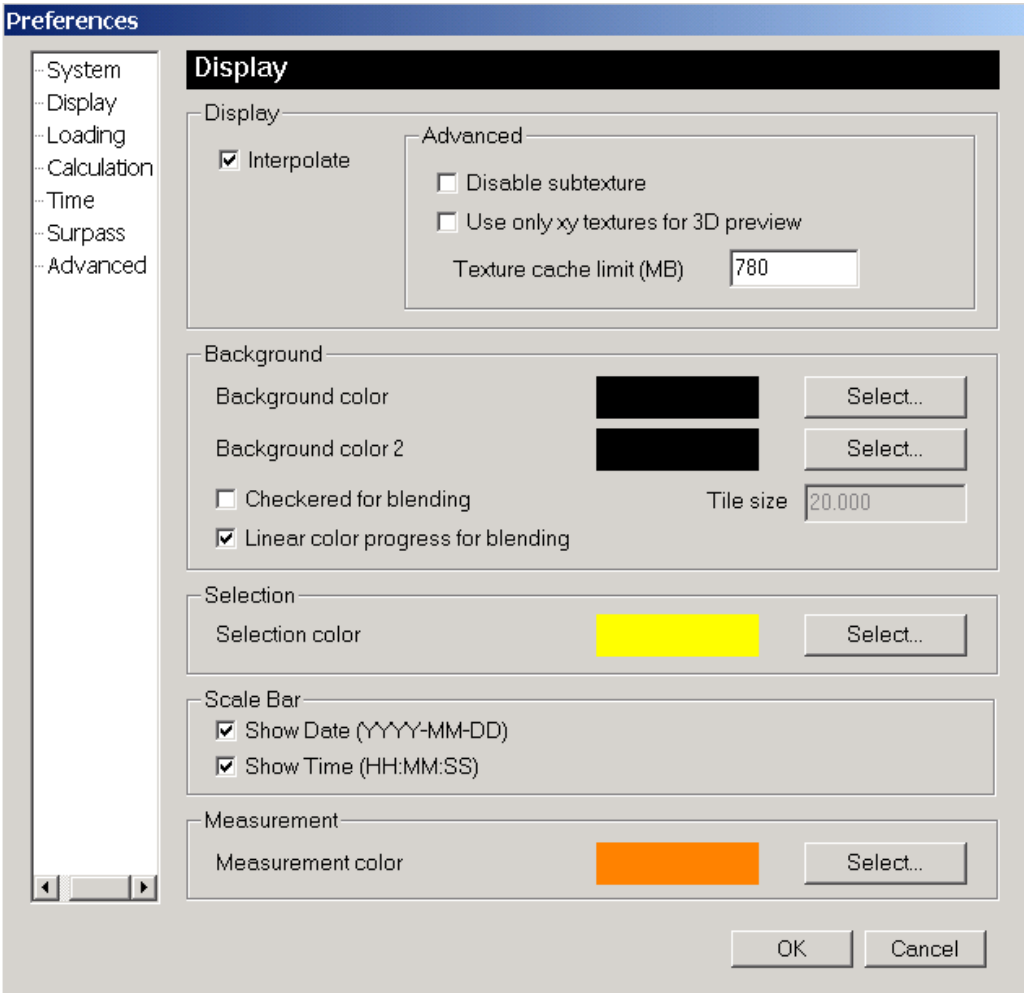 Preferences
System
Display
Loading
Calculation
Time
Surpass
Advanced
Display
Display
Interpolate
Advanced
Disable subtexture
Use only xy textures for 3D preview
Texture cache limit (MB) 780
Background
Background color Select...
Background color 2 Select...
Checkered for blending Tile size 20.000
Linear color progress for blending
Selection
Selection color Select...
Scale Bar
Show Date (YYYY-MM-DD)
Show Time (HH:MM:SS)
Measurement
Measurement color Select...
OK Cancel